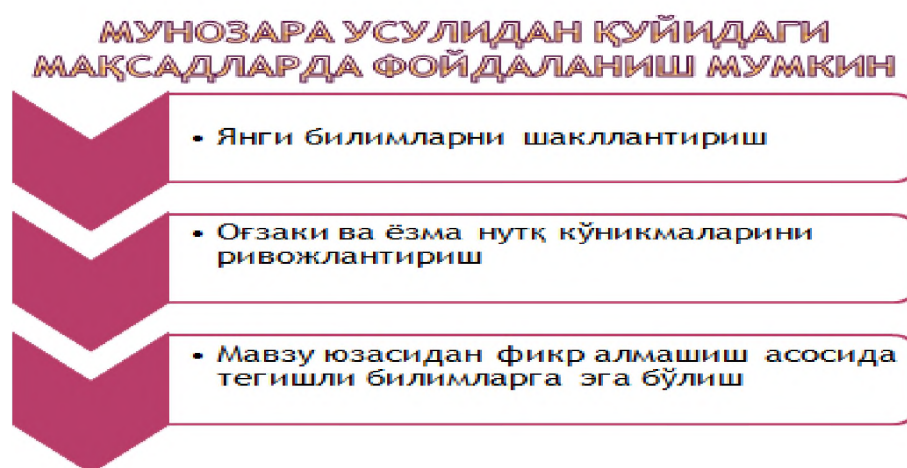 МУНОЗАРА УСУЛИДАН ҚУЙИДАГИ
МАҚСАДЛАРДА ФОЙДАЛАНИШ МУМКИН
• Янги билимларни шакллантириш
• Оғзаки ва ёзма нутқ кўникмаларини
ривожлантириш
• Мавзу юзасидан фикр алмашиш асосида
тегишли билимларга эга бўлиш